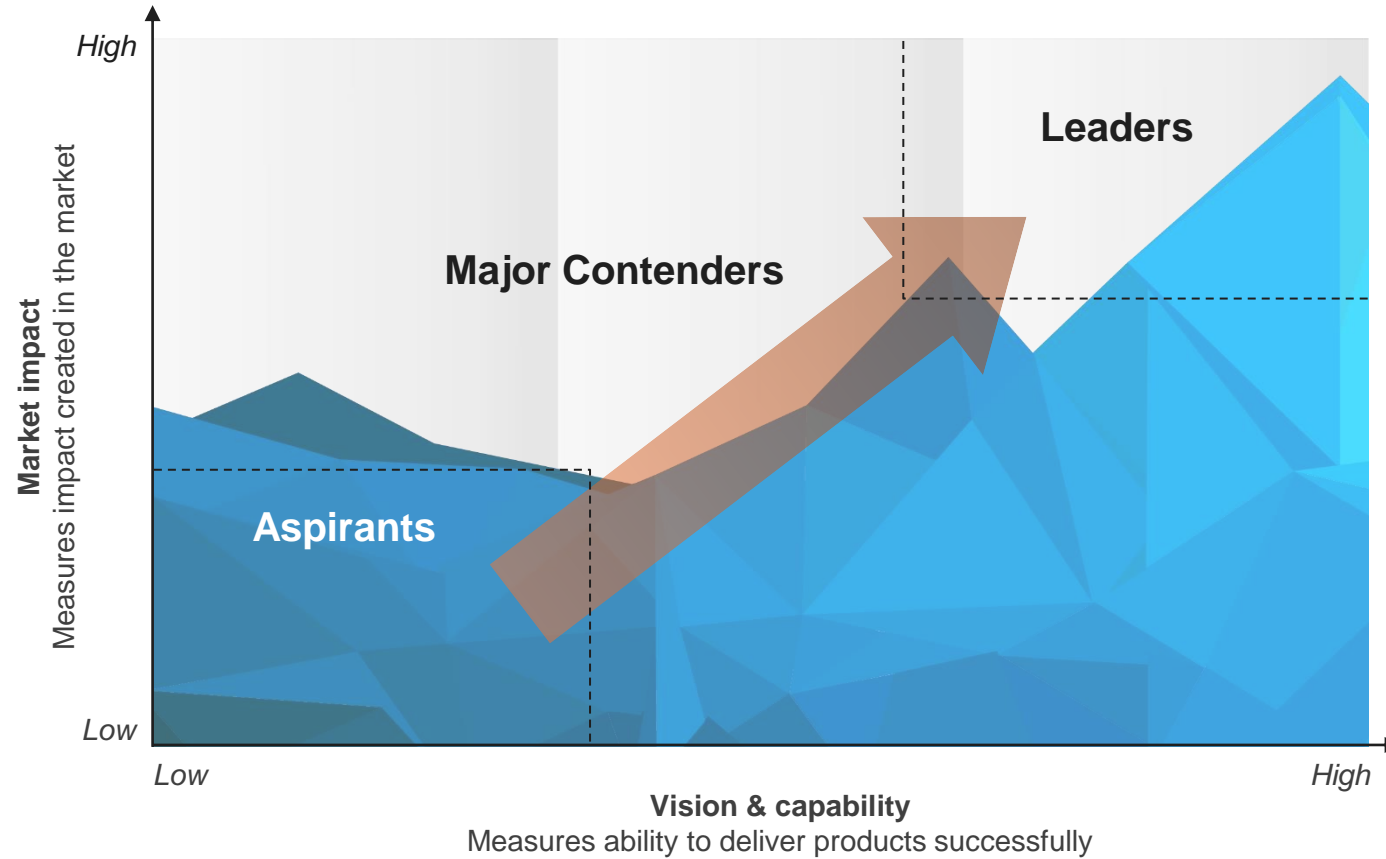 High
Leaders
Major Contenders
Market impact
Measures impact created in the market
Aspirants
Low
Low
High
Vision & capability
Measures ability to deliver products successfully